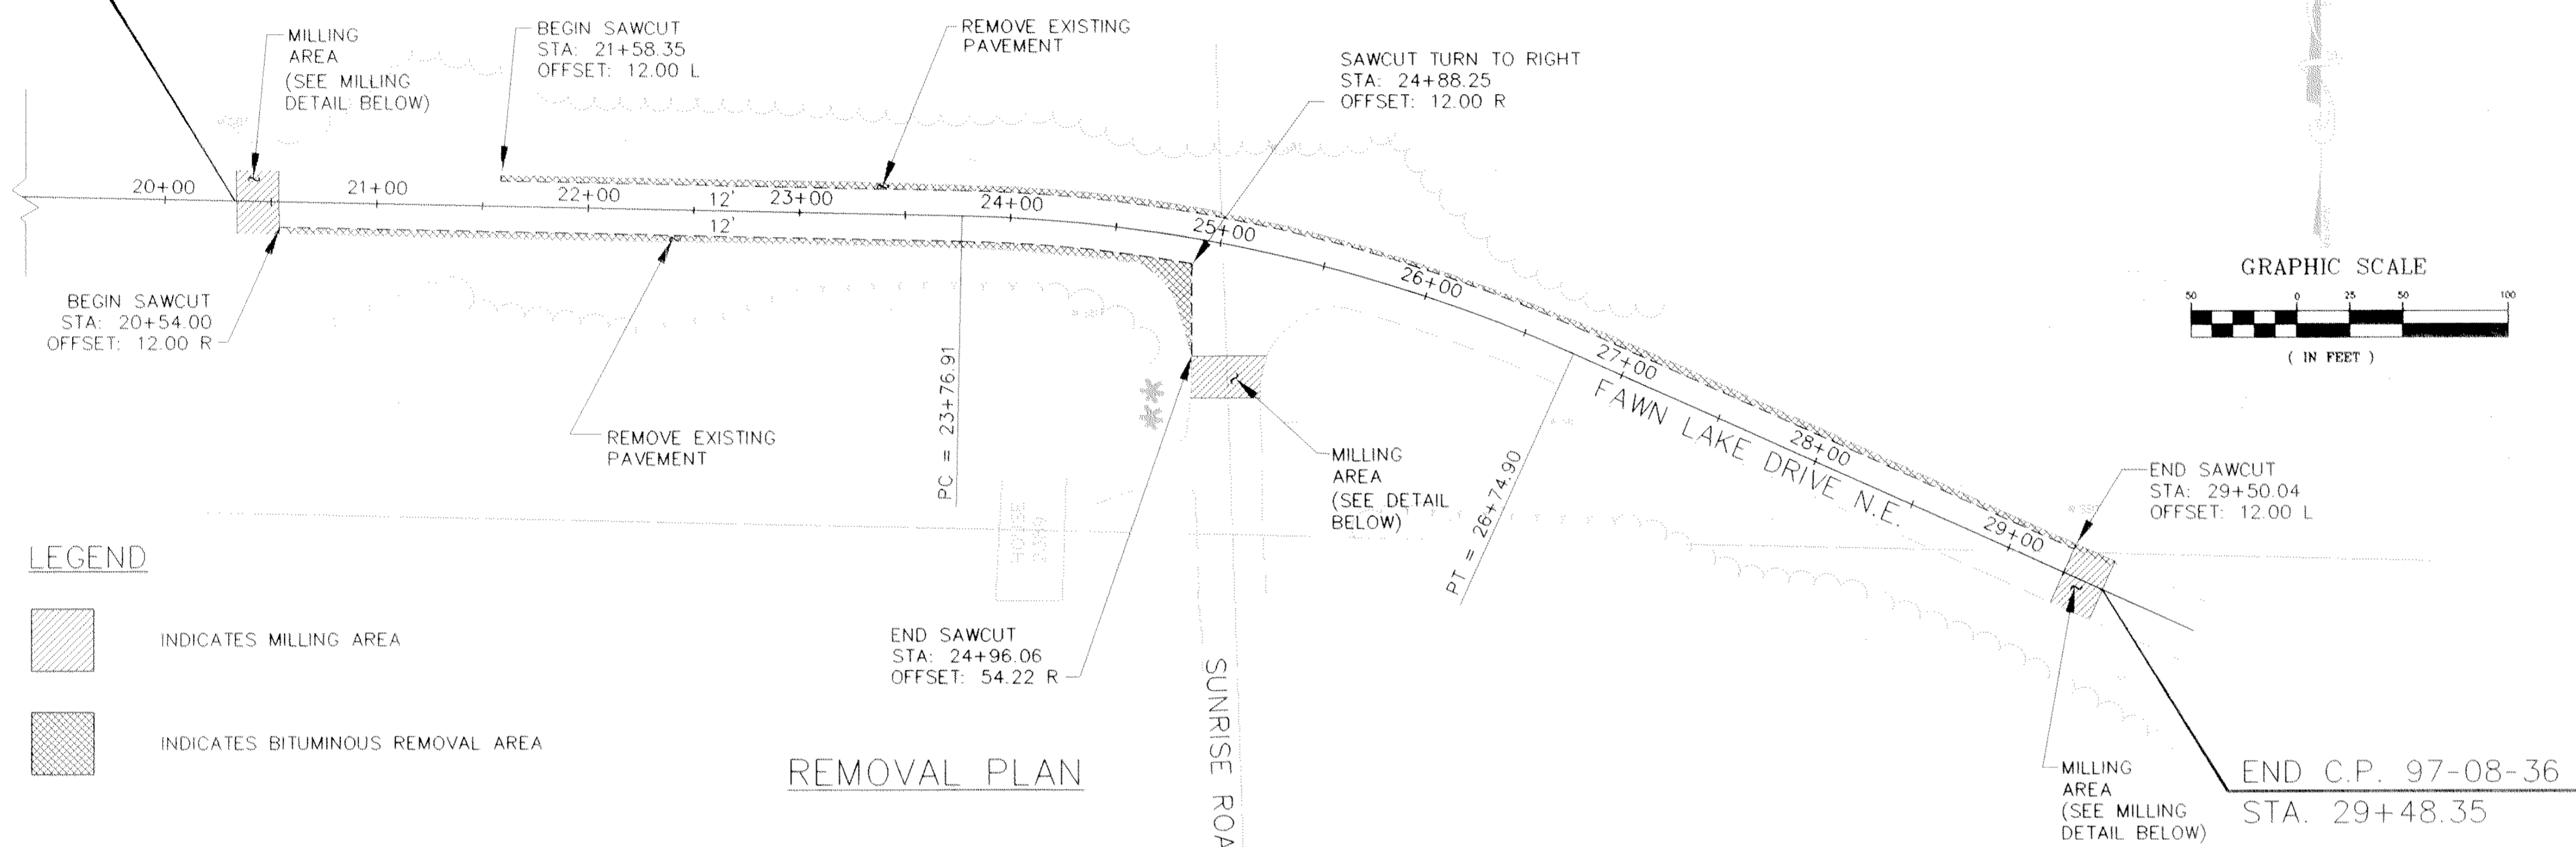 MILLING
AREA
(SEE MILLING
DETAIL BELOW)
BEGIN SAWCUT
STA: 21+58.35
OFFSET: 12.00 L
REMOVE EXISTING
PAVEMENT
SAWCUT TURN TO RIGHT
STA: 24+88.25
OFFSET: 12.00 R
20+00
21+00
22+00
12'
23+00
24+00
25+00
26+00
27+00
28+00
29+00
12'
BEGIN SAWCUT
STA: 20+54.00
OFFSET: 12.00 R
REMOVE EXISTING
PAVEMENT
PC = 23+76.91
**
MILLING
AREA
(SEE DETAIL
BELOW)
PT = 26+74.90
FAWN LAKE DRIVE N.E.
GRAPHIC SCALE
50 0 25 50 100
( IN FEET )
END SAWCUT
STA: 29+50.04
OFFSET: 12.00 L
HOUSE
END SAWCUT
STA: 24+96.06
OFFSET: 54.22 R
SUNRISE ROA
LEGEND
INDICATES MILLING AREA
INDICATES BITUMINOUS REMOVAL AREA
REMOVAL PLAN
MILLING
AREA
(SEE MILLING
DETAIL BELOW)
END C.P. 97-08-36
STA. 29+48.35